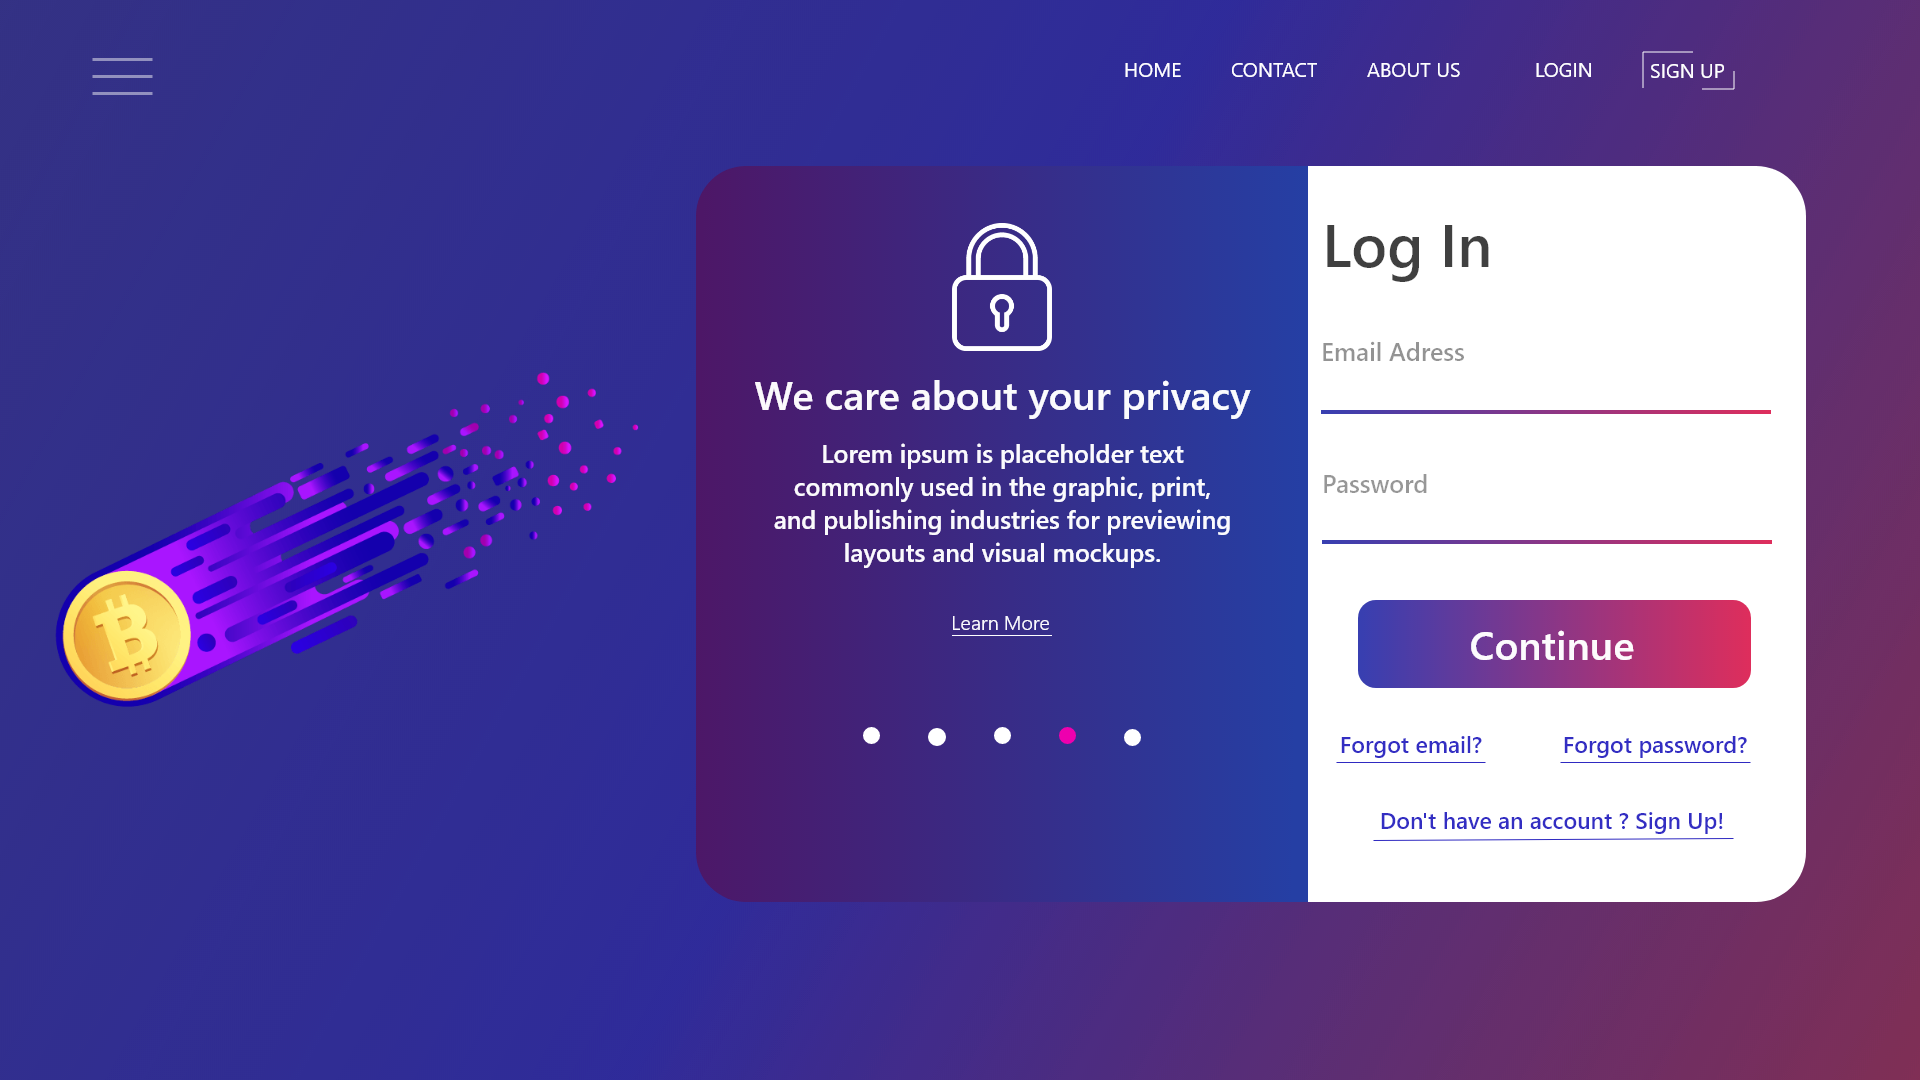 HOME CONTACT ABOUT US LOGIN SIGN UP
We care about your privacy
Lorem ipsum is placeholder text
commonly used in the graphic, print,
and publishing industries for previewing
layouts and visual mockups.
Learn More
Log In
Email Adress
Password
Continue
Forgot email? Forgot password?
Don't have an account ? Sign Up!